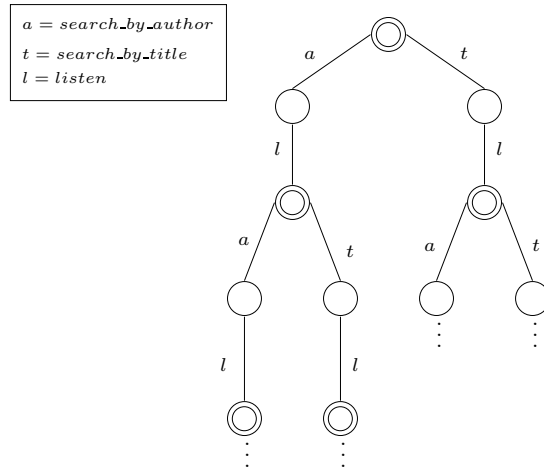 a = search_by_author
t = search_by_title
l = listen
a t
l l
a t a t
l l